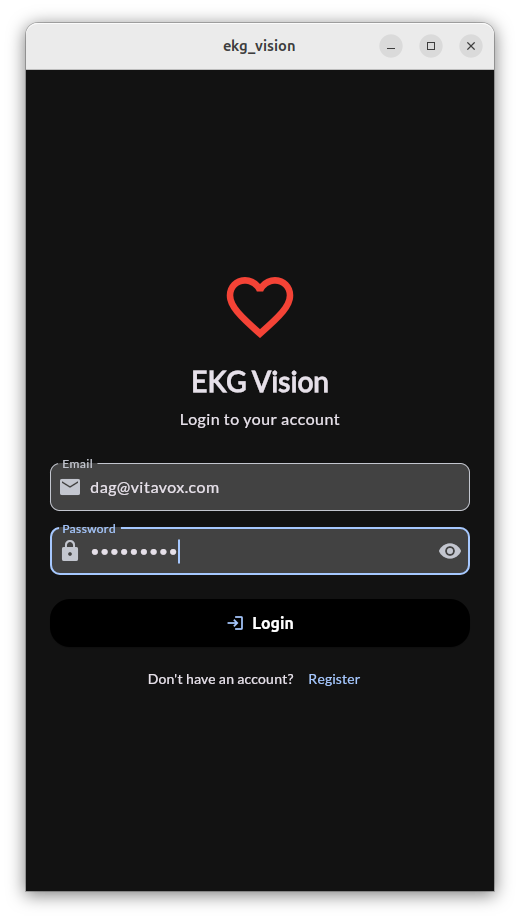 ekg_vision
EKG Vision
Login to your account
Email
dag@vitavox.com
Password
•••••••••
Login
Don't have an account? Register